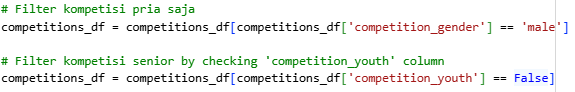 # Filter kompetisi pria saja
competitions_df = competitions_df[competitions_df['competition_gender'] == 'male']
# Filter kompetisi senior by checking 'competition_youth' column
competitions_df = competitions_df[competitions_df['competition_youth'] == False]